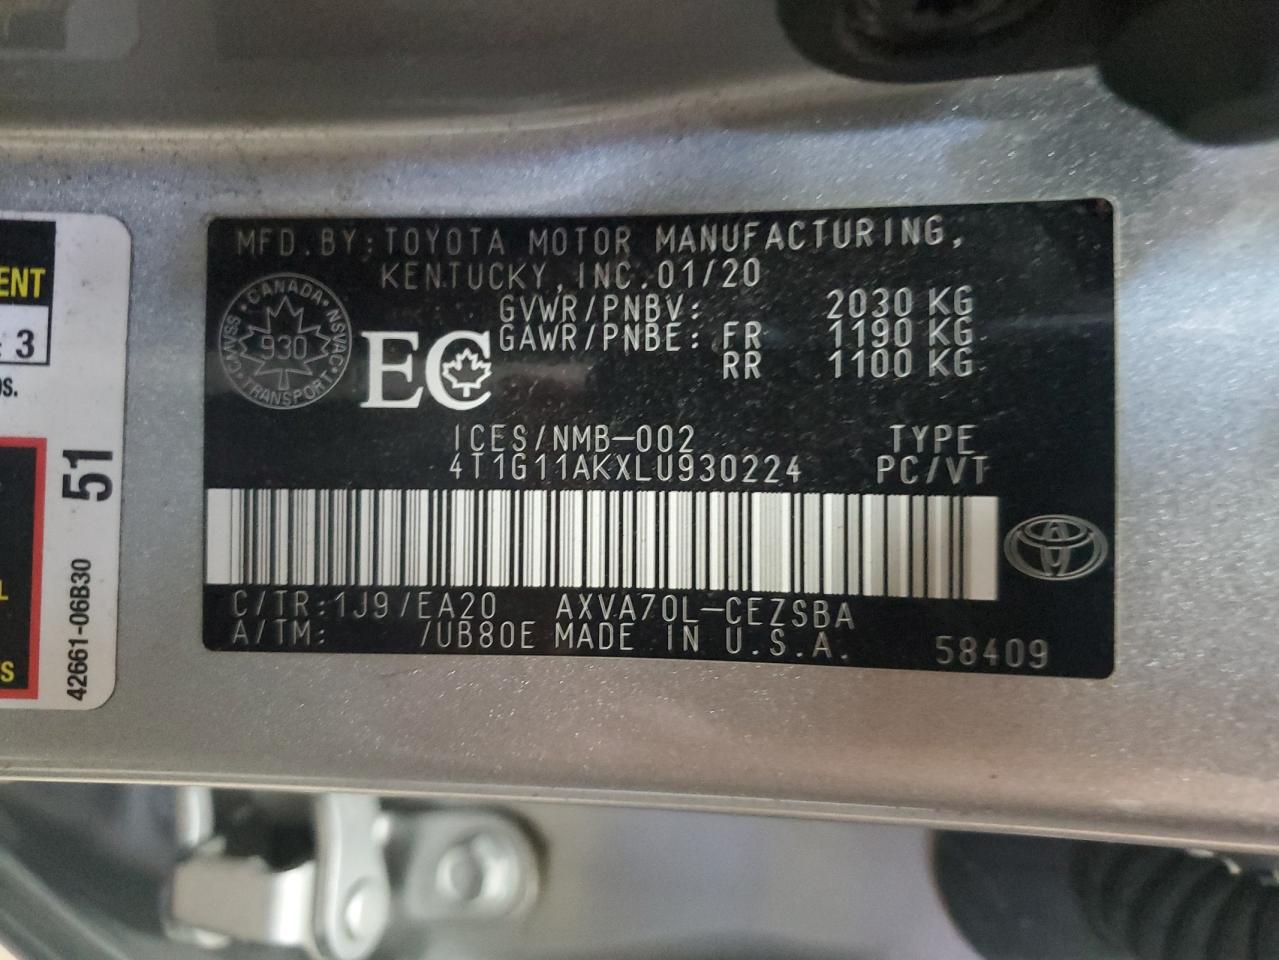 ENT
3
OS.
51
42661-06B30
L
S
MFD.BY:TOYOTA MOTOR MANUFACTURING,
KENTUCKY,INC.01/20
CANADA
CMVSS
NSVAC
930
TRANSPORT
EC
GVWR/PNBV: 2030 KG
GAWR/PNBE: FR 1190 KG
RR 1100 KG
ICES/NMB-002 TYPE
4T1G11AKXLU930224 PC/VT
C/TR:1J9/EA20 AXVA70L-CEZSBA
A/TM: /UB80E MADE IN U.S.A. 58409